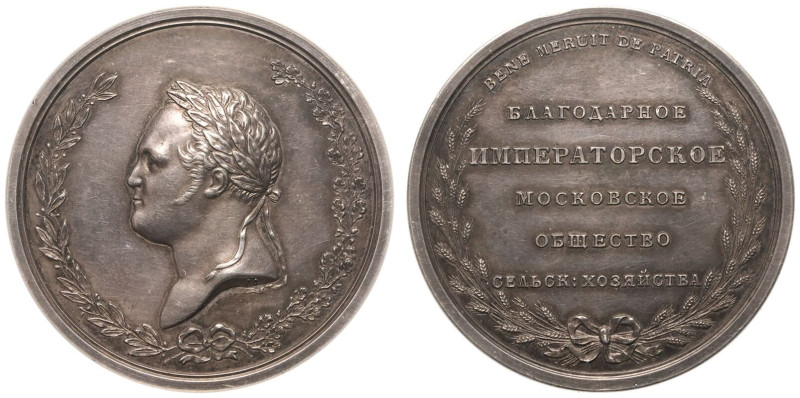 BENE MERUIT DE PATRIA
БЛАГОДАРНОЕ
ИМПЕРАТОРСКОЕ
МОСКОВСКОЕ
ОБЩЕСТВО
СЕЛЬСК: ХОЗЯЙСТВА